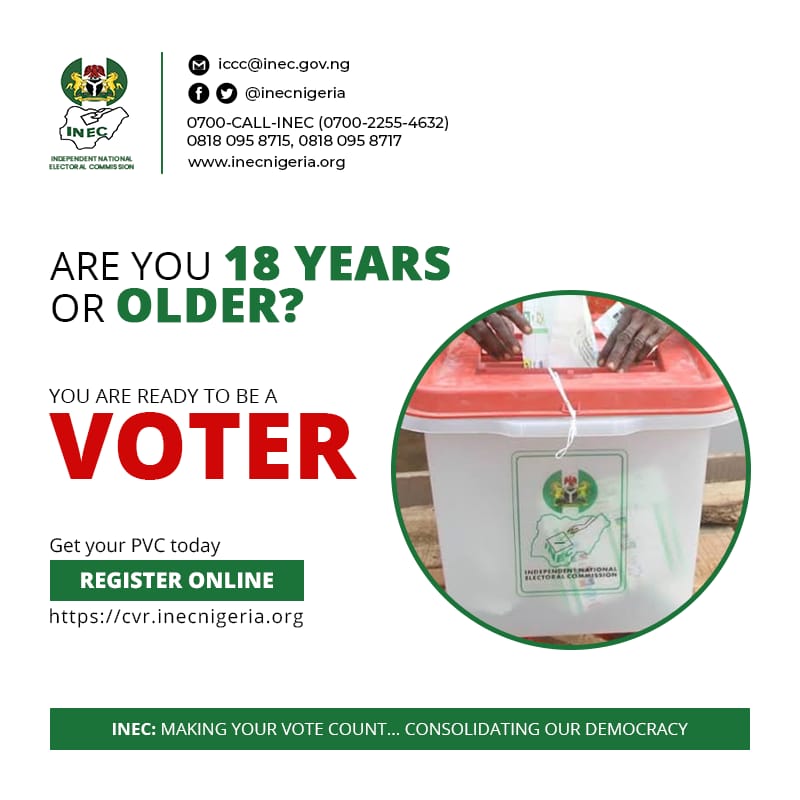 INEC
INDEPENDENT NATIONAL
ELECTORAL COMMISSION
iccc@inec.gov.ng
@inecnigeria
0700-CALL-INEC (0700-2255-4632)
0818 095 8715, 0818 095 8717
www.inecnigeria.org
ARE YOU 18 YEARS
OR OLDER?
YOU ARE READY TO BE A
VOTER
Get your PVC today
REGISTER ONLINE
https://cvr.inecnigeria.org
INDEPENDENT NATIONAL
ELECTORAL COMMISSION
INEC: MAKING YOUR VOTE COUNT... CONSOLIDATING OUR DEMOCRACY